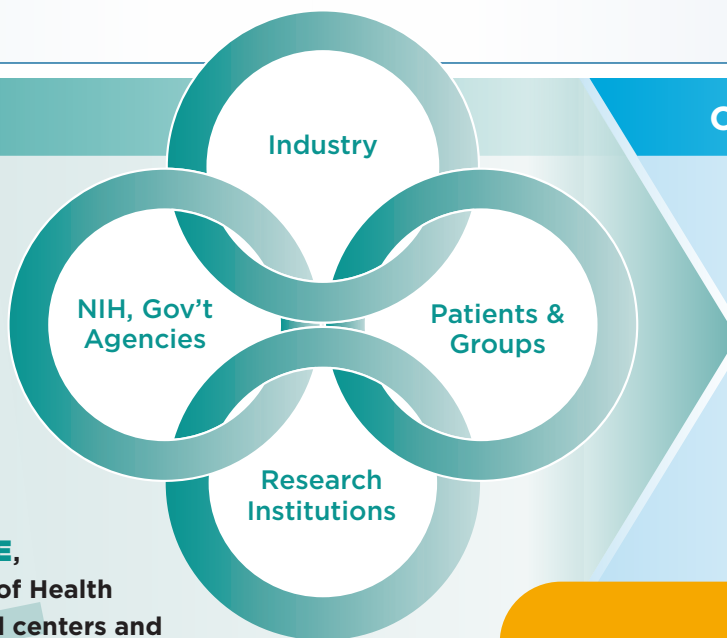 Industry
NIH, Gov't
Agencies
Patients &
Groups
Research
Institutions
of Health
centers and